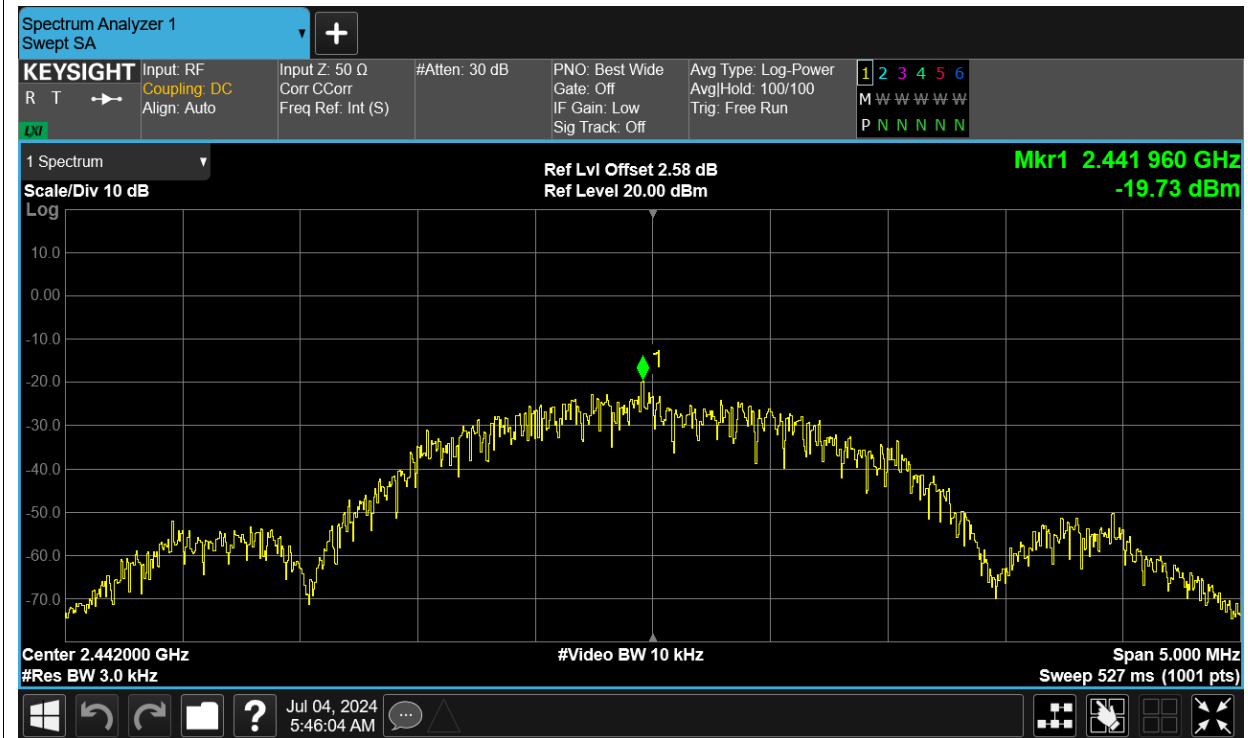 Spectrum Analyzer 1
Swept SA
KEYSIGHT
R T
LXI
Input: RF
Coupling: DC
Align: Auto
Input Z: 50 Ω
Corr CCorr
Freq Ref: Int (S)
#Atten: 30 dB
PNO: Best Wide
Gate: Off
IF Gain: Low
Sig Track: Off
Avg Type: Log-Power
Avg|Hold: 100/100
Trig: Free Run
1 2 3 4 5 6
M W W W W W
P N N N N N
1 Spectrum
Scale/Div 10 dB
Log
Ref Lvl Offset 2.58 dB
Ref Level 20.00 dBm
Mkr1 2.441 960 GHz
-19.73 dBm
10.0
0.00
-10.0
-20.0
-30.0
-40.0
-50.0
-60.0
-70.0
1
Center 2.442000 GHz
#Res BW 3.0 kHz
#Video BW 10 kHz
Span 5.000 MHz
Sweep 527 ms (1001 pts)
?
Jul 04, 2024
5:46:04 AM